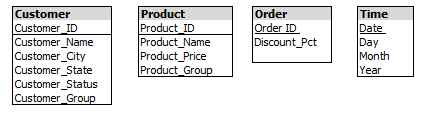 Customer
Customer_ID
Customer_Name
Customer_City
Customer_State
Customer_Status
Customer_Group
Product
Product_ID
Product_Name
Product_Price
Product_Group
Order
Order ID
Discount_Pct
Time
Date
Day
Month
Year